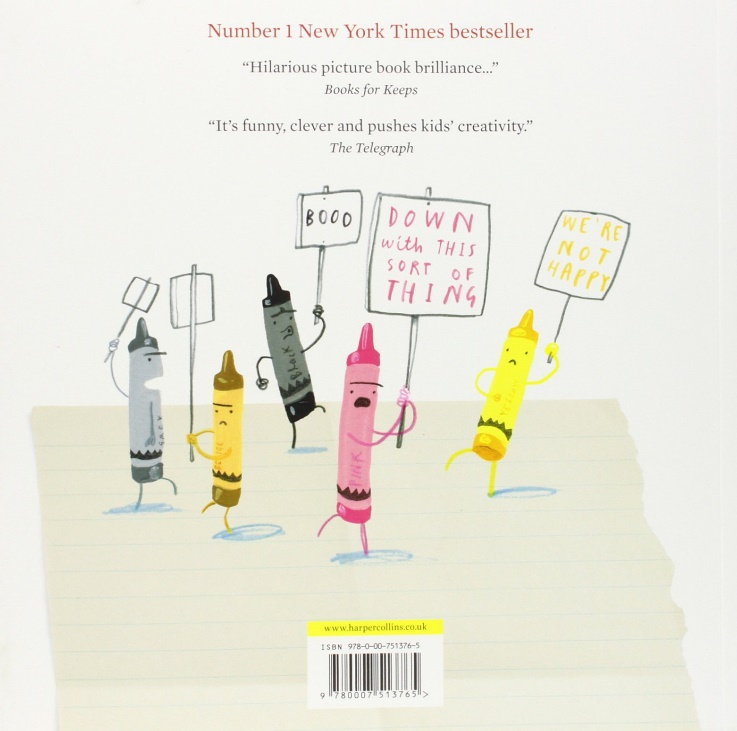 Number 1 New York Times bestseller
“Hilarious picture book brilliance...”
Books for Keeps
“It’s funny, clever and pushes kids’ creativity.”
The Telegraph
BOOO
DOWN
with THIS
SORT OF
THING
WE'RE
NOT
HAPPY
BLACK
PINK
www.harpercollins.co.uk
ISBN 978-0-00-751376-5
9 780007 513765 >